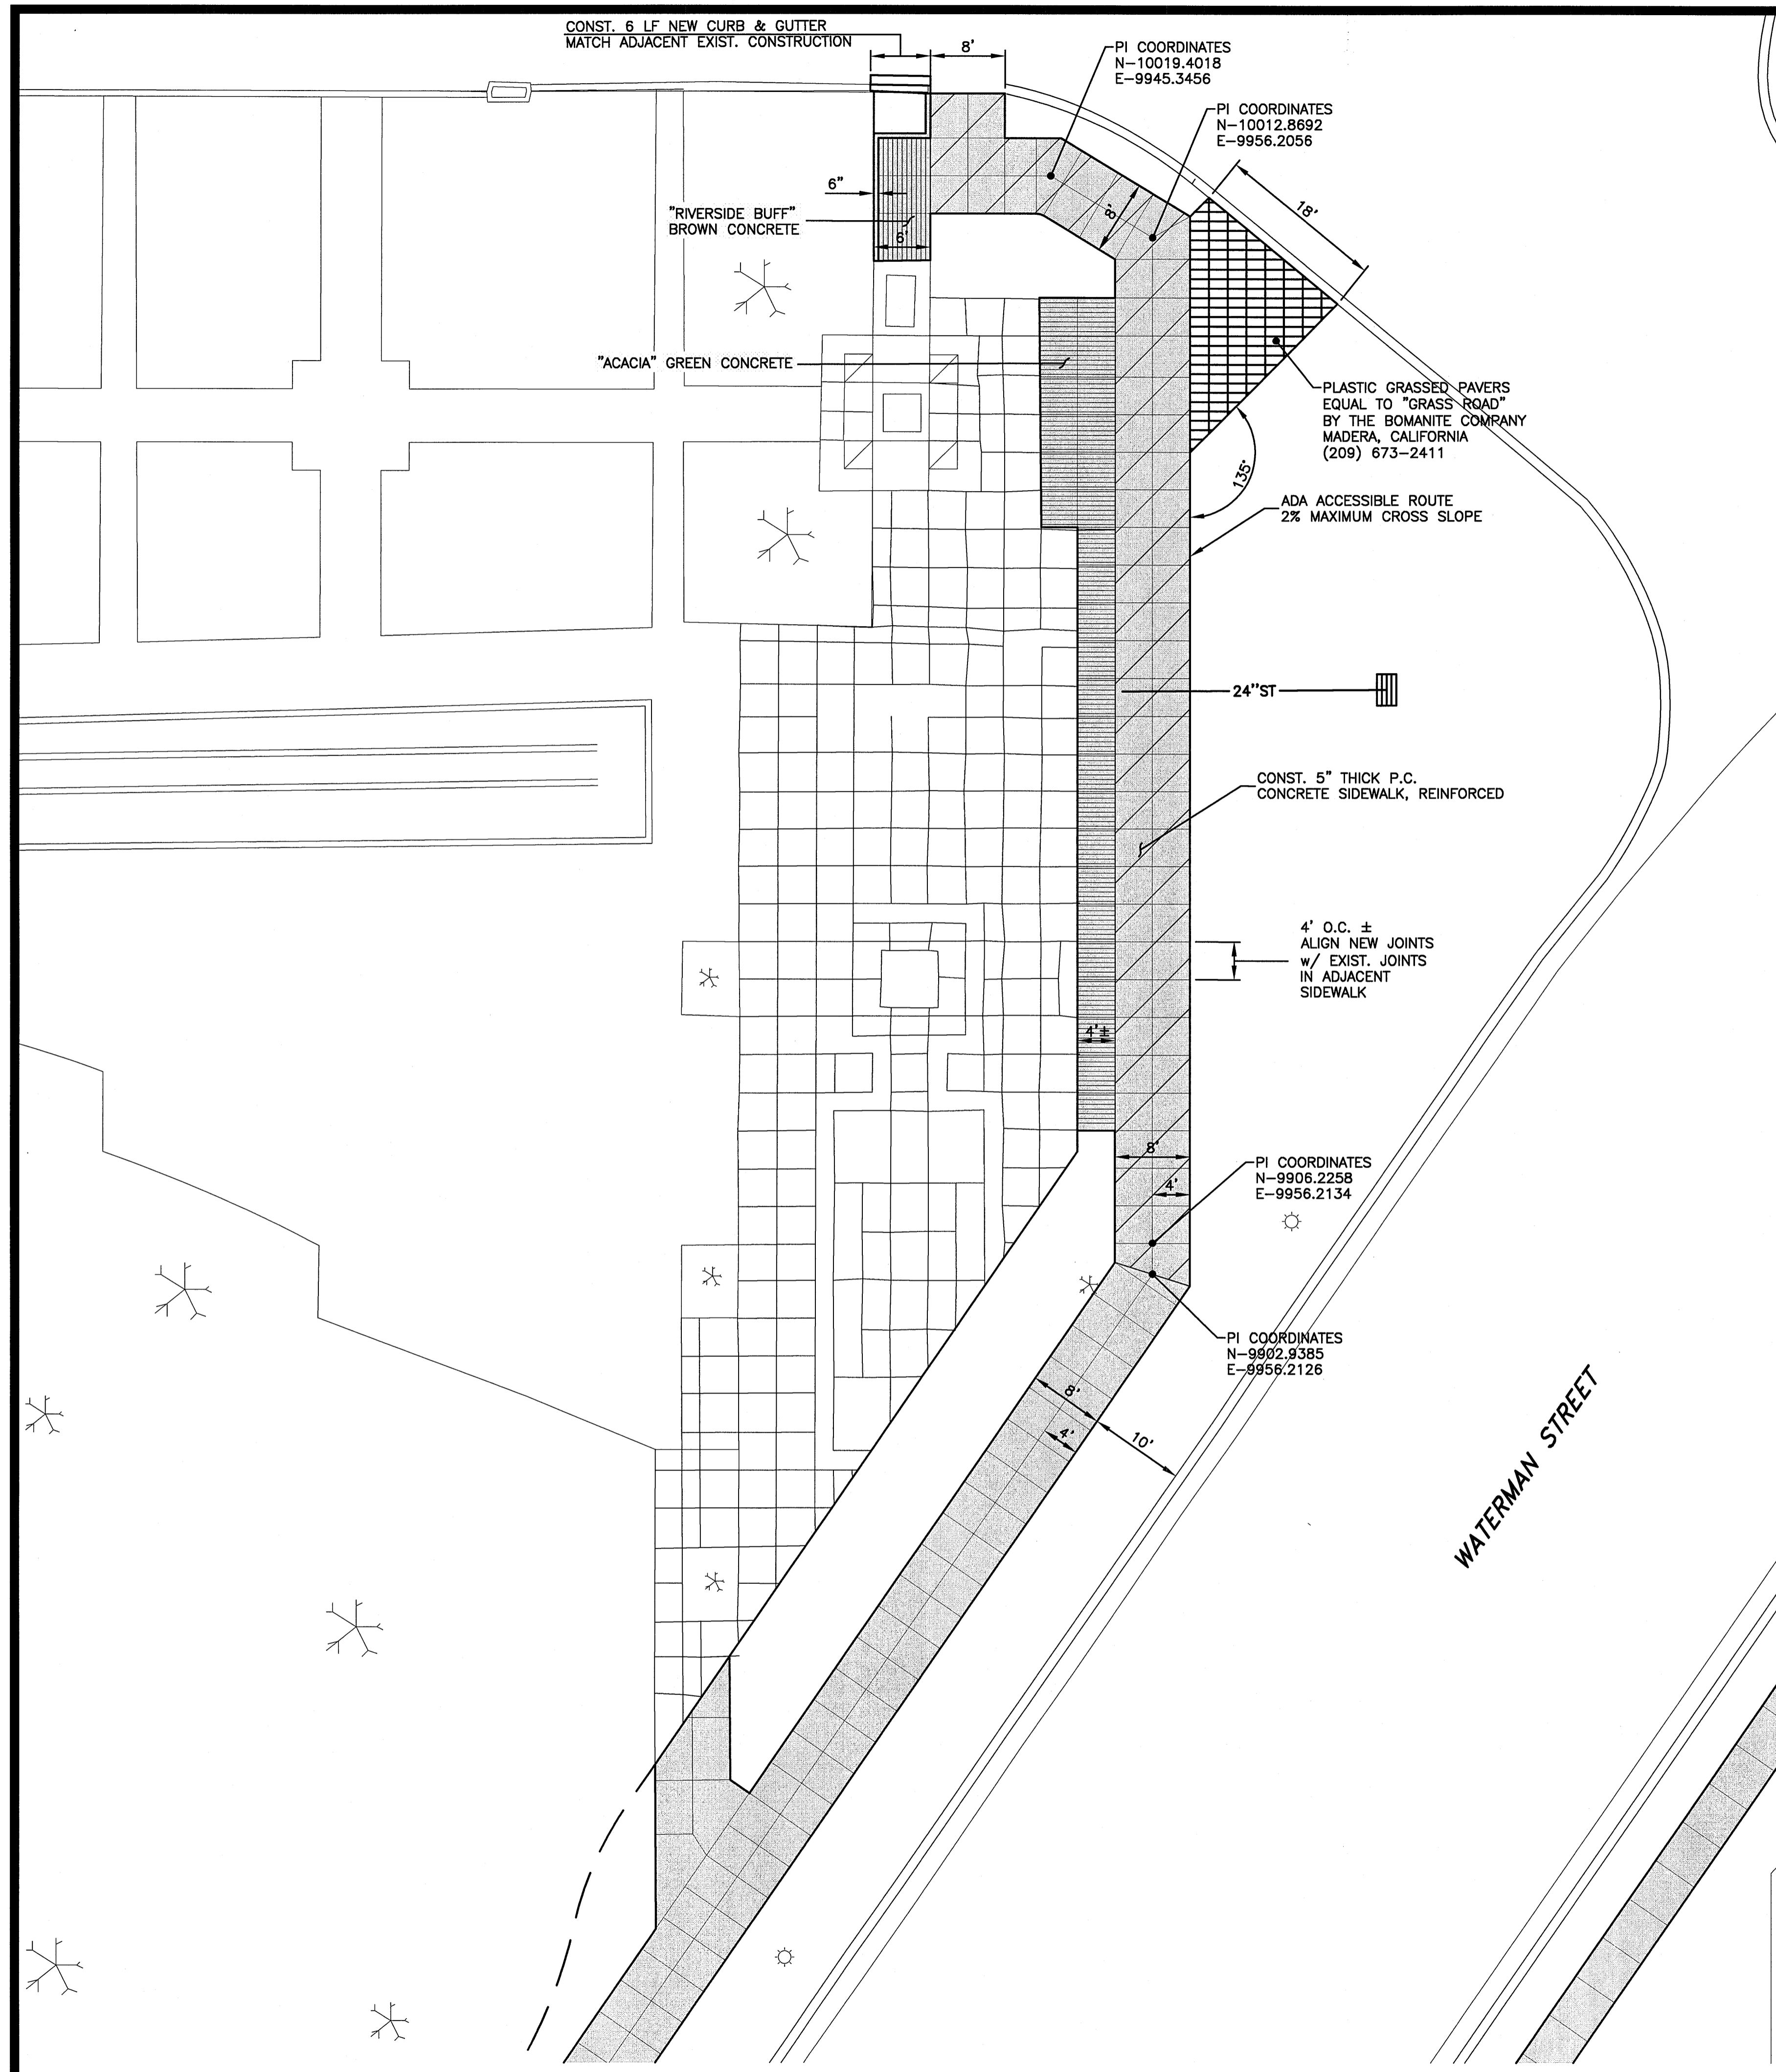 CONST. 6 LF NEW CURB & GUTTER
MATCH ADJACENT EXIST. CONSTRUCTION
8'
PI COORDINATES
N-10019.4018
E-9945.3456
PI COORDINATES
N-10012.8692
E-9956.2056
18'
6"
"RIVERSIDE BUFF"
BROWN CONCRETE
6'
8'
"ACACIA" GREEN CONCRETE
PLASTIC GRASSED PAVERS
EQUAL TO "GRASS ROAD"
BY THE BOMANITE COMPANY
MADERA, CALIFORNIA
(209) 673-2411
135°
ADA ACCESSIBLE ROUTE
2% MAXIMUM CROSS SLOPE
24"ST
CONST. 5" THICK P.C.
CONCRETE SIDEWALK, REINFORCED
4' O.C. ±
ALIGN NEW JOINTS
w/ EXIST. JOINTS
IN ADJACENT
SIDEWALK
4'±
8'
PI COORDINATES
N-9906.2258
E-9956.2134
4'
PI COORDINATES
N-9902.9385
E-9956.2126
8'
4'
10'
WATERMAN STREET